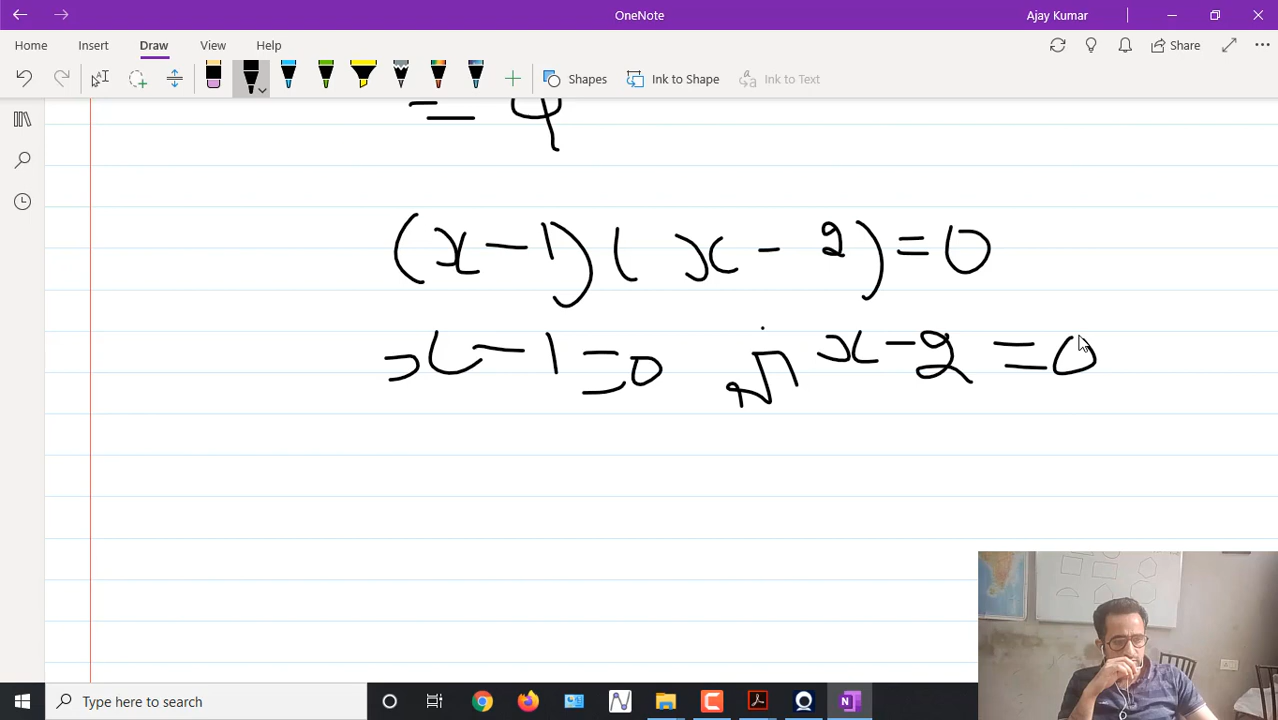 OneNote
Ajay Kumar
Home Insert Draw View Help
Share
Shapes Ink to Shape Ink to Text
= 4
(x-1)(x-2)=0
x-1=0 x-2=0
Type here to search